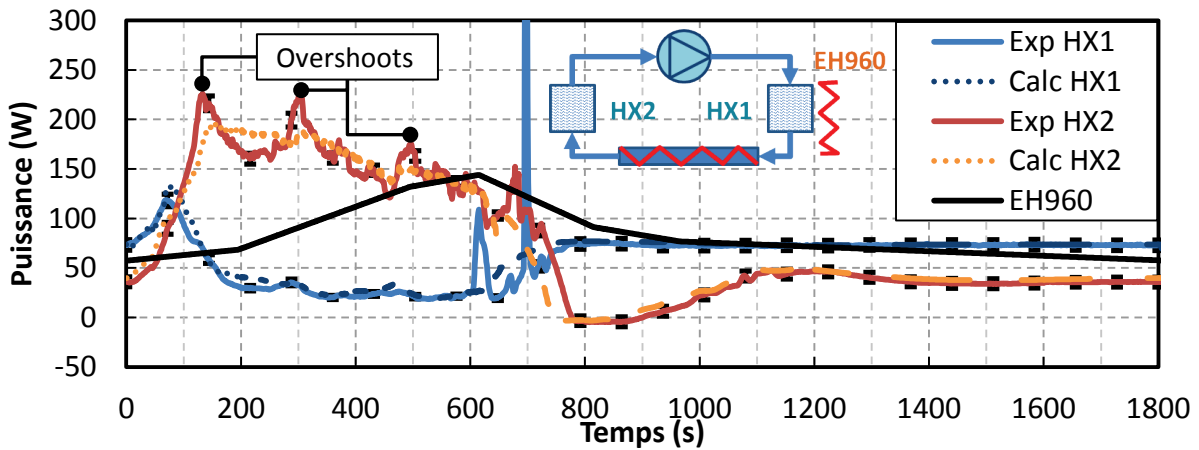 300
250
200
150
100
50
0
-50
Puissance (W)
Overshoots
EH960
HX2
HX1
Exp HX1
Calc HX1
Exp HX2
Calc HX2
EH960
0 200 400 600 800 1000 1200 1400 1600 1800
Temps (s)